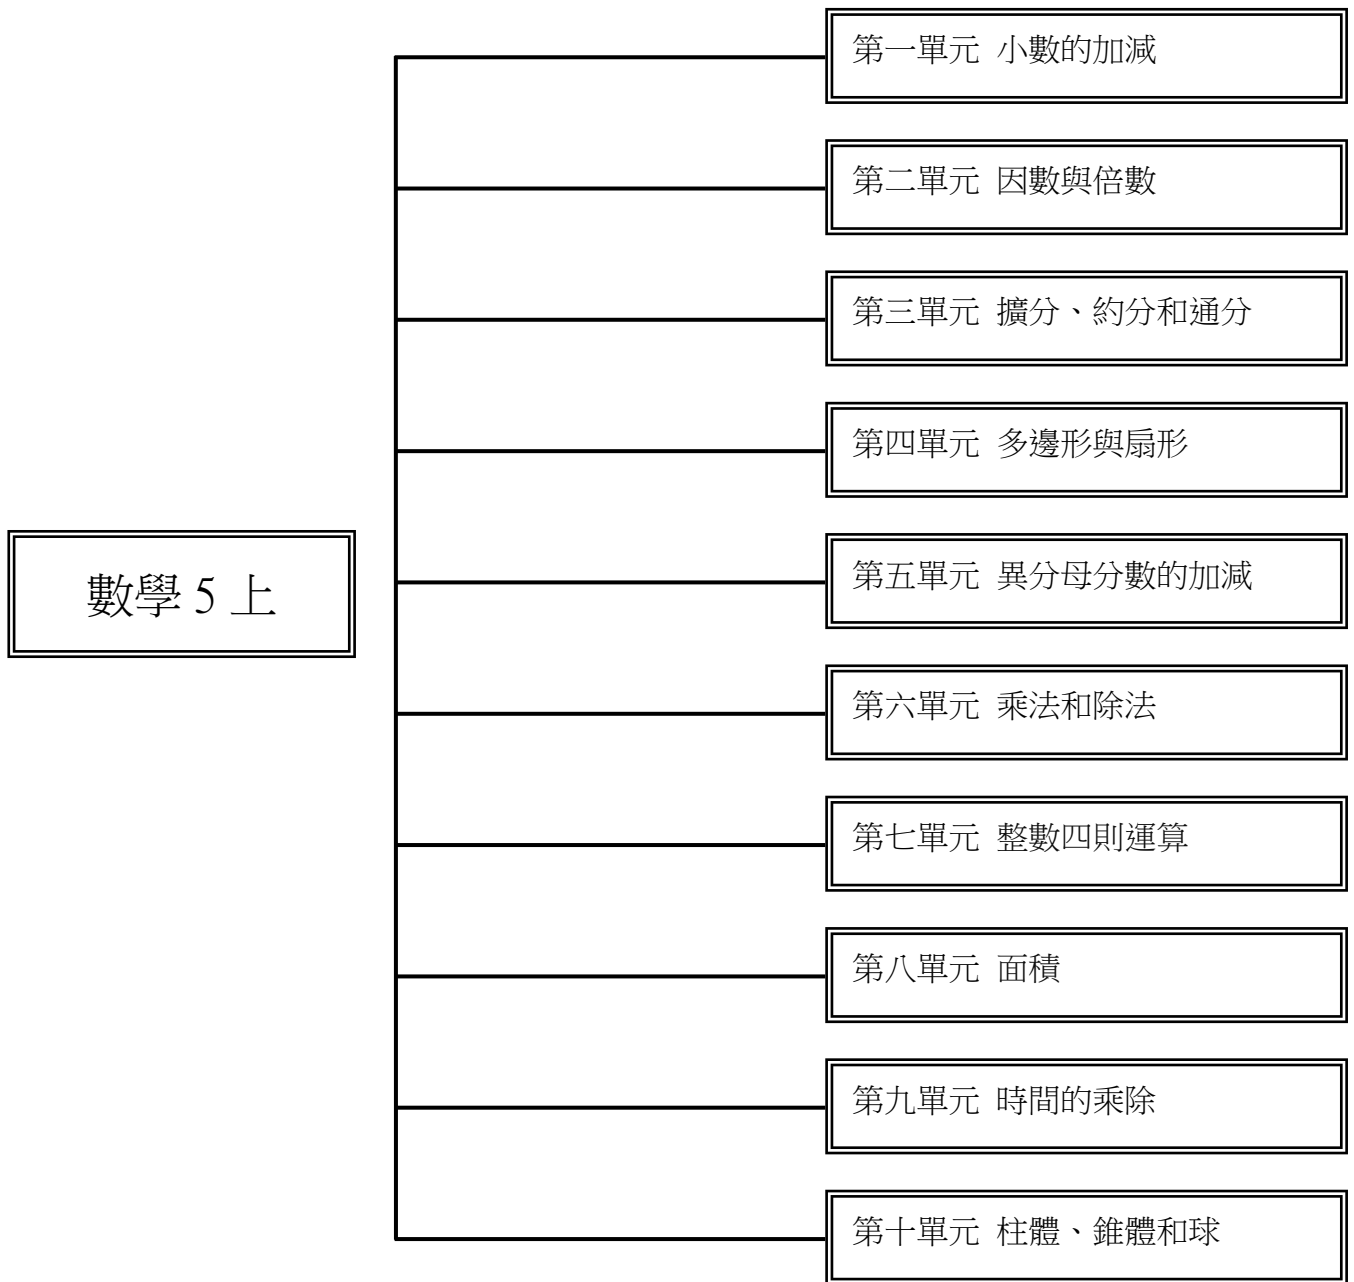 第一單元 小數的加減
第二單元 因數與倍數
第三單元 擴分、約分和通分
第四單元 多邊形與扇形
數學 5 上
第五單元 異分母分數的加減
第六單元 乘法和除法
第七單元 整數四則運算
第八單元 面積
第九單元 時間的乘除
第十單元 柱體、錐體和球